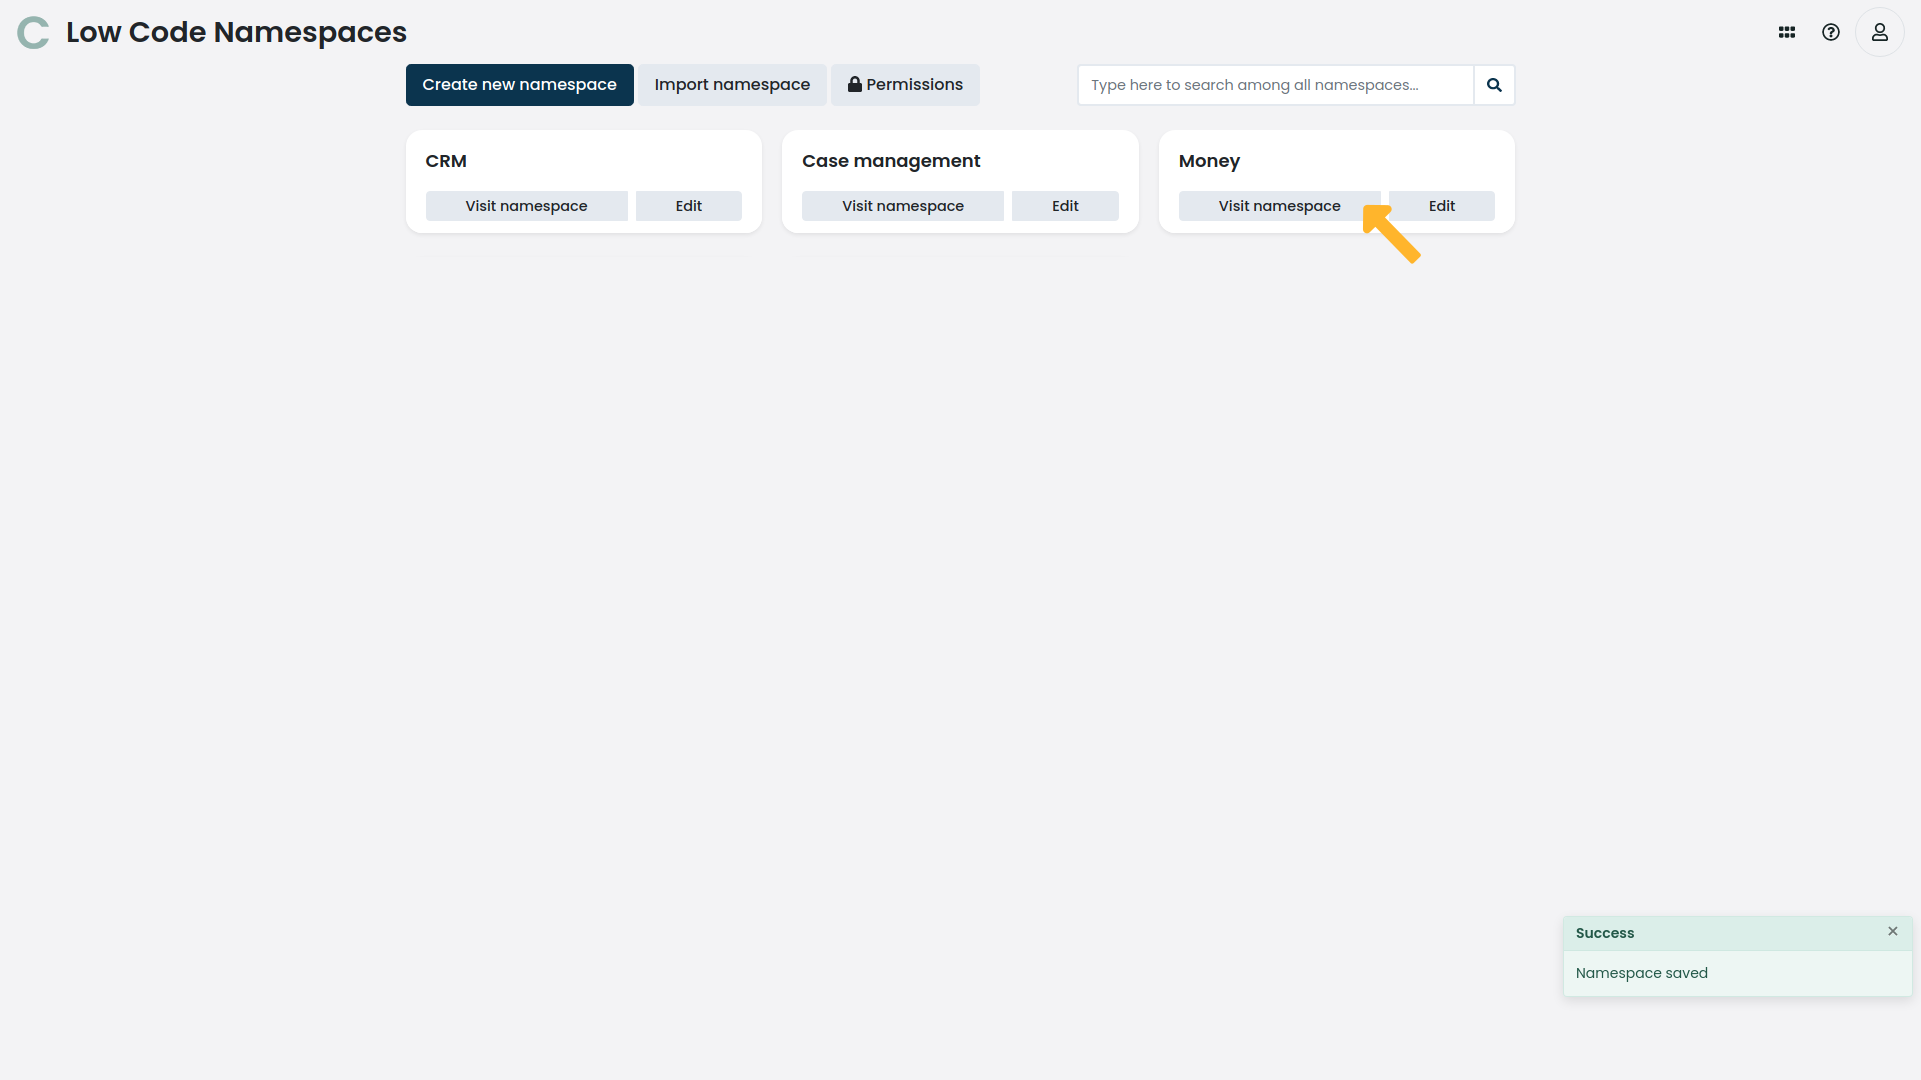 Low Code Namespaces
Create new namespace
Import namespace
Permissions
Type here to search among all namespaces...
CRM
Visit namespace
Edit
Case management
Visit namespace
Edit
Money
Visit namespace
Edit
Success
Namespace saved